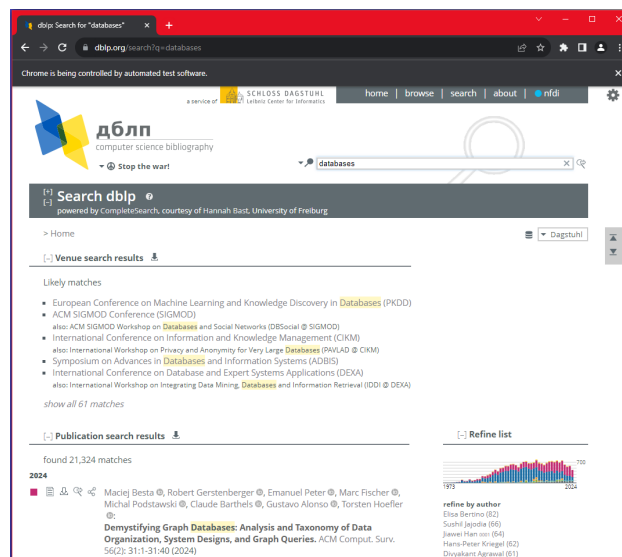 dblp: Search for "databases"
dblp.org/search?q=databases
Chrome is being controlled by automated test software.
a service of SCHLOSS DAGSTUHL
Leibniz Center for Informatics
home | browse | search | about | nfdi
дблп
computer science bibliography
Stop the war!
databases
[+]
[-] Search dblp
powered by CompleteSearch, courtesy of Hannah Bast, University of Freiburg
> Home
Dagstuhl
[–] Venue search results
Likely matches
European Conference on Machine Learning and Knowledge Discovery in Databases (PKDD)
ACM SIGMOD Conference (SIGMOD)
also: ACM SIGMOD Workshop on Databases and Social Networks (DBSocial @ SIGMOD)
International Conference on Information and Knowledge Management (CIKM)
also: International Workshop on Privacy and Anonymity for Very Large Databases (PAVLAD @ CIKM)
Symposium on Advances in Databases and Information Systems (ADBIS)
International Conference on Database and Expert Systems Applications (DEXA)
also: International Workshop on Integrating Data Mining, Databases and Information Retrieval (IDDI @ DEXA)
show all 61 matches
[–] Publication search results
found 21,324 matches
2024
Maciej Besta, Robert Gerstenberger, Emanuel Peter, Marc Fischer,
Michal Podstawski, Claude Barthels, Gustavo Alonso, Torsten Hoefler
:
Demystifying Graph Databases: Analysis and Taxonomy of Data
Organization, System Designs, and Graph Queries. ACM Comput. Surv.
56(2): 31:1-31:40 (2024)
[–] Refine list
700
1973 2024
refine by author
Elisa Bertino (82)
Sushil Jajodia (66)
Jiawei Han (64)
Hans-Peter Kriegel (62)
Divyakant Agrawal (61)